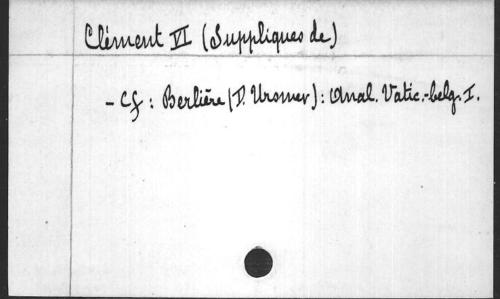 Clément VI (Suppliques de)
- Cf : Berlière (D. Ursmer) : Anal. Vatic.-belg. I.